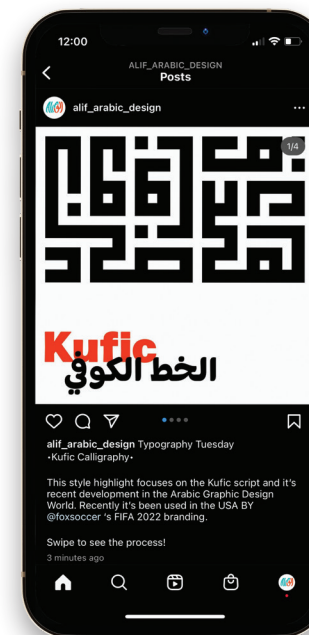 12:00
ALIF_ARABIC_DESIGN
Posts
alif_arabic_design
1/4
Kufic
الخط الكوفي
alif_arabic_design Typography Tuesday
•Kufic Calligraphy•
This style highlight focuses on the Kufic script and it's
recent development in the Arabic Graphic Design
World. Recently it's been used in the USA BY
@foxsoccer 's FIFA 2022 branding.
Swipe to see the process!
3 minutes ago